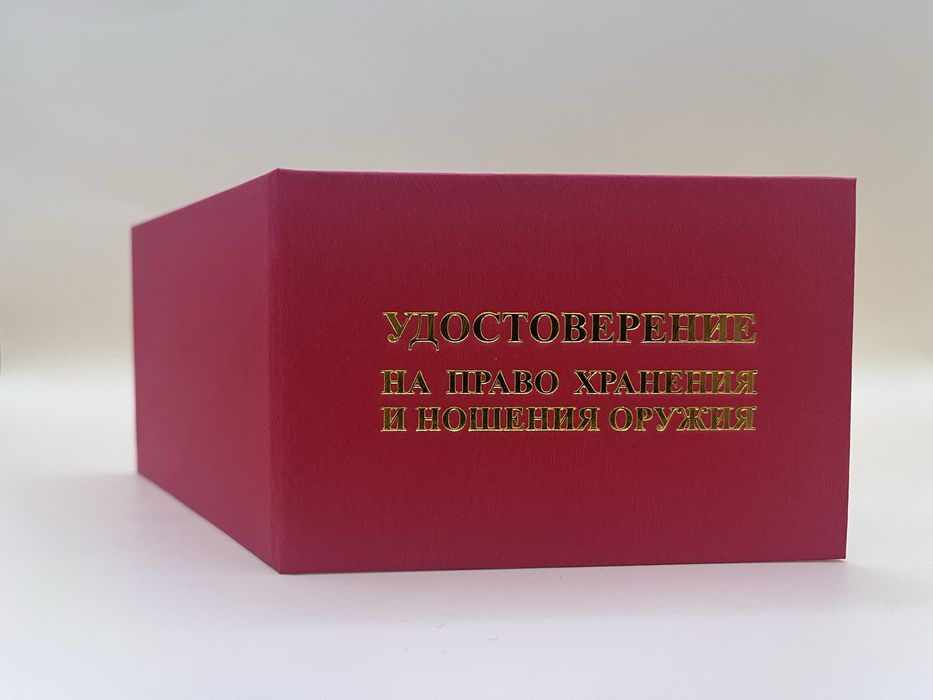 УДОСТОВЕРЕНИЕ
НА ПРАВО ХРАНЕНИЯ
И НОШЕНИЯ ОРУЖИЯ